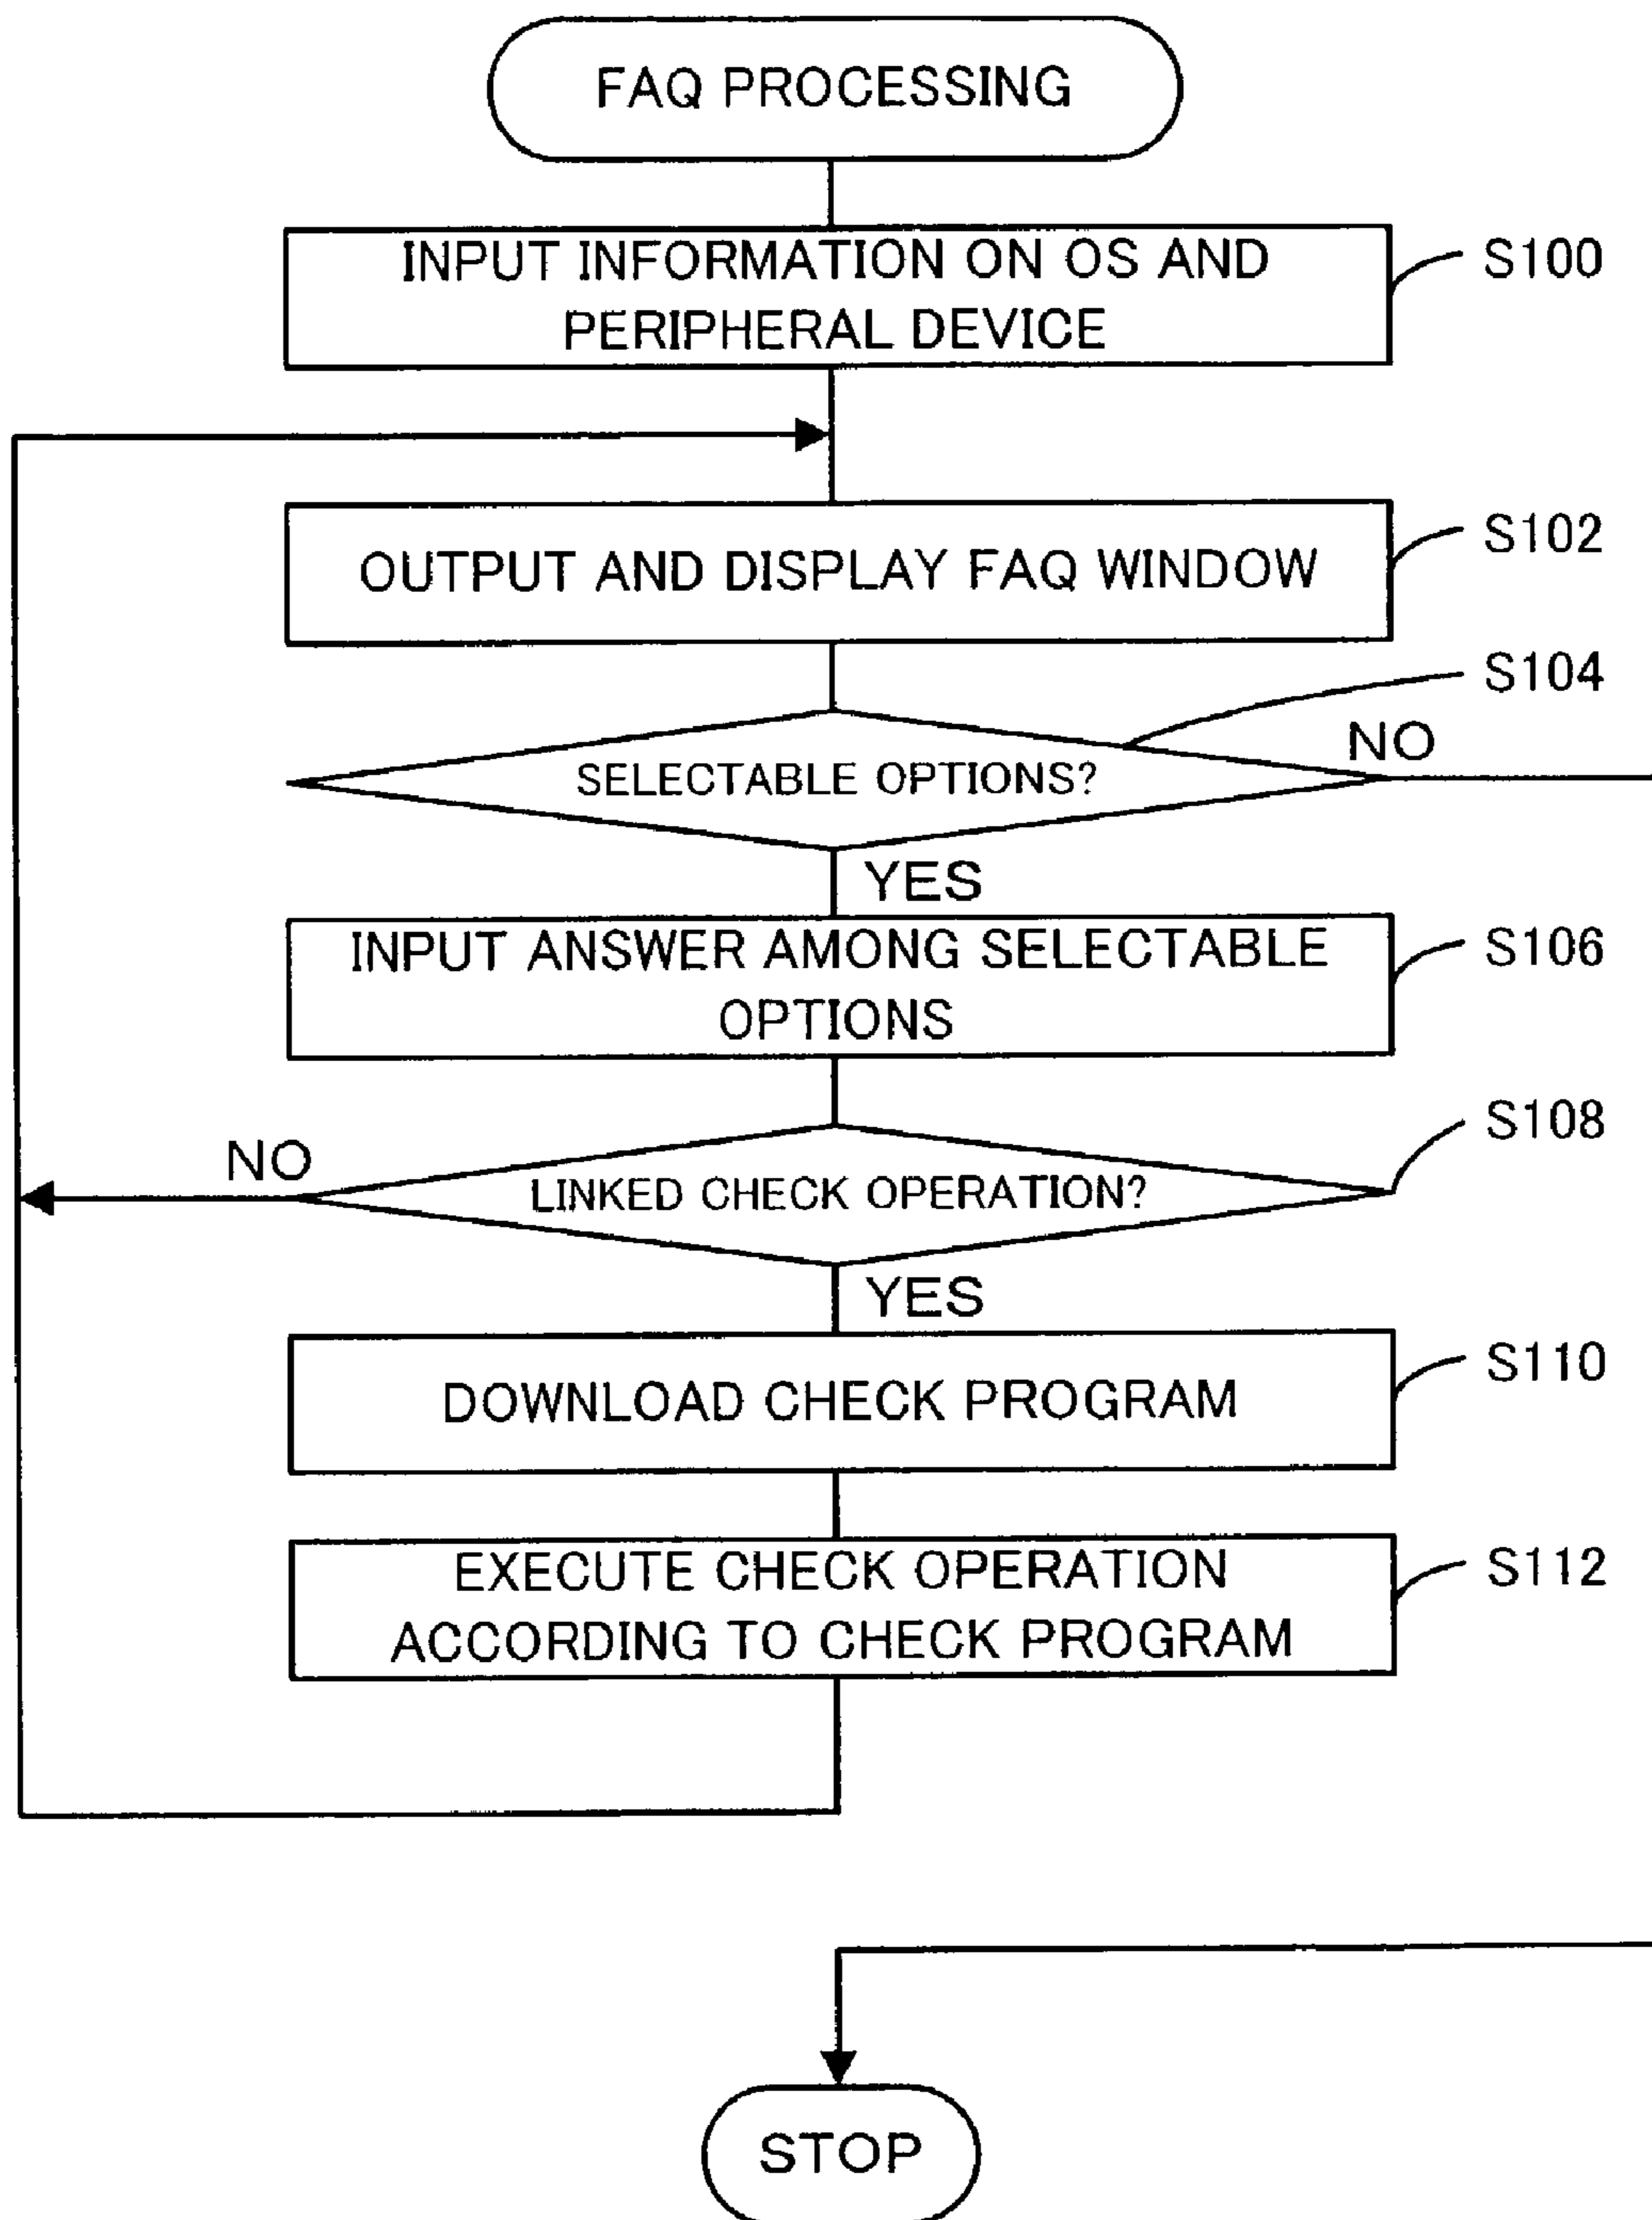 FAQ PROCESSING
INPUT INFORMATION ON OS AND
PERIPHERAL DEVICE
S100
OUTPUT AND DISPLAY FAQ WINDOW
S102
S104
SELECTABLE OPTIONS?
NO
YES
INPUT ANSWER AMONG SELECTABLE
OPTIONS
S106
S108
LINKED CHECK OPERATION?
NO
YES
DOWNLOAD CHECK PROGRAM
S110
EXECUTE CHECK OPERATION
ACCORDING TO CHECK PROGRAM
S112
STOP